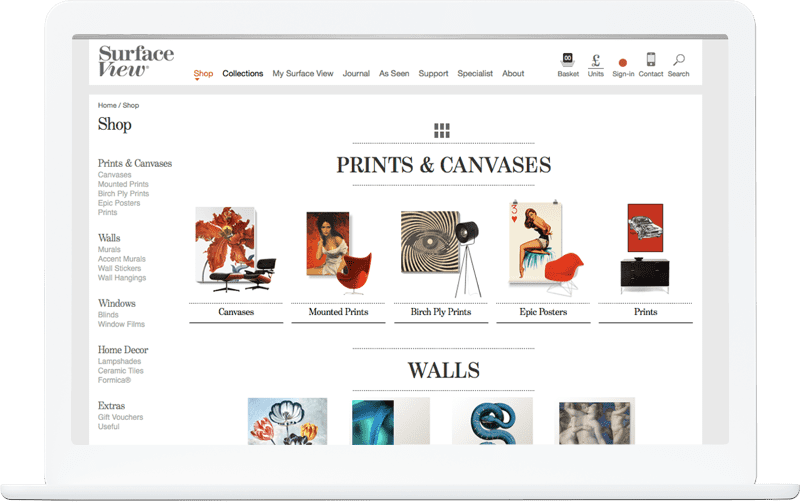 Surface
View®
Shop Collections My Surface View Journal As Seen Support Specialist About
00
£
Basket Units Sign-in Contact Search
Home / Shop
Shop
Prints & Canvases
Canvases
Mounted Prints
Birch Ply Prints
Epic Posters
Prints
Walls
Murals
Accent Murals
Wall Stickers
Wall Hangings
Windows
Blinds
Window Films
Home Decor
Lampshades
Ceramic Tiles
Formica®
Extras
Gift Vouchers
Useful
PRINTS & CANVASES
3
Canvases
Mounted Prints
Birch Ply Prints
Epic Posters
Prints
WALLS